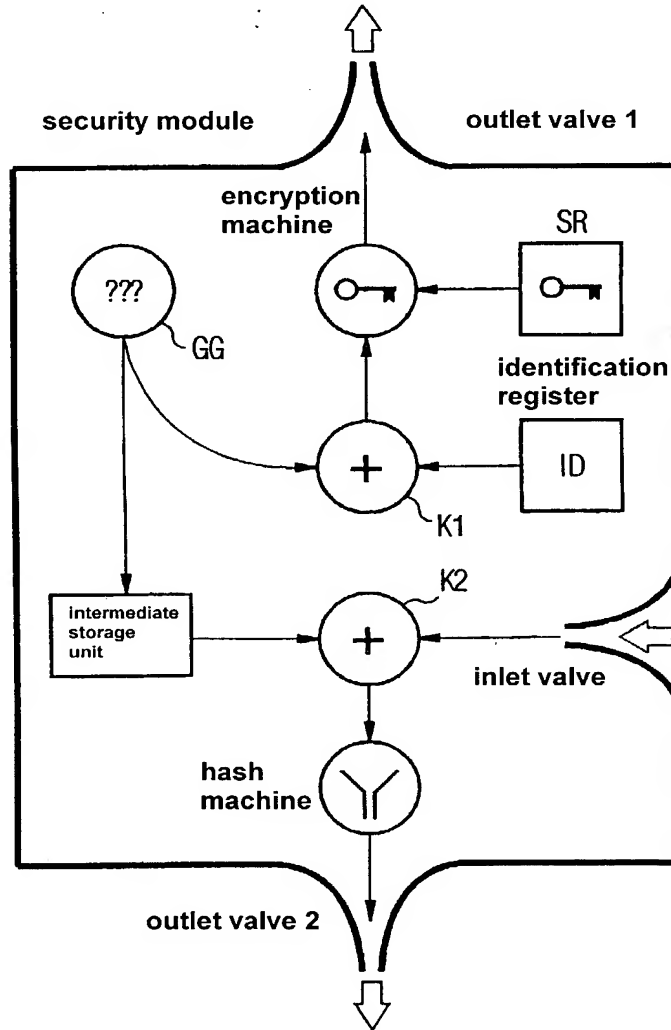 security module
outlet valve 1
encryption
machine
SR
???
GG
identification
register
+
ID
K1
K2
intermediate
storage
unit
+
inlet valve
hash
machine
outlet valve 2